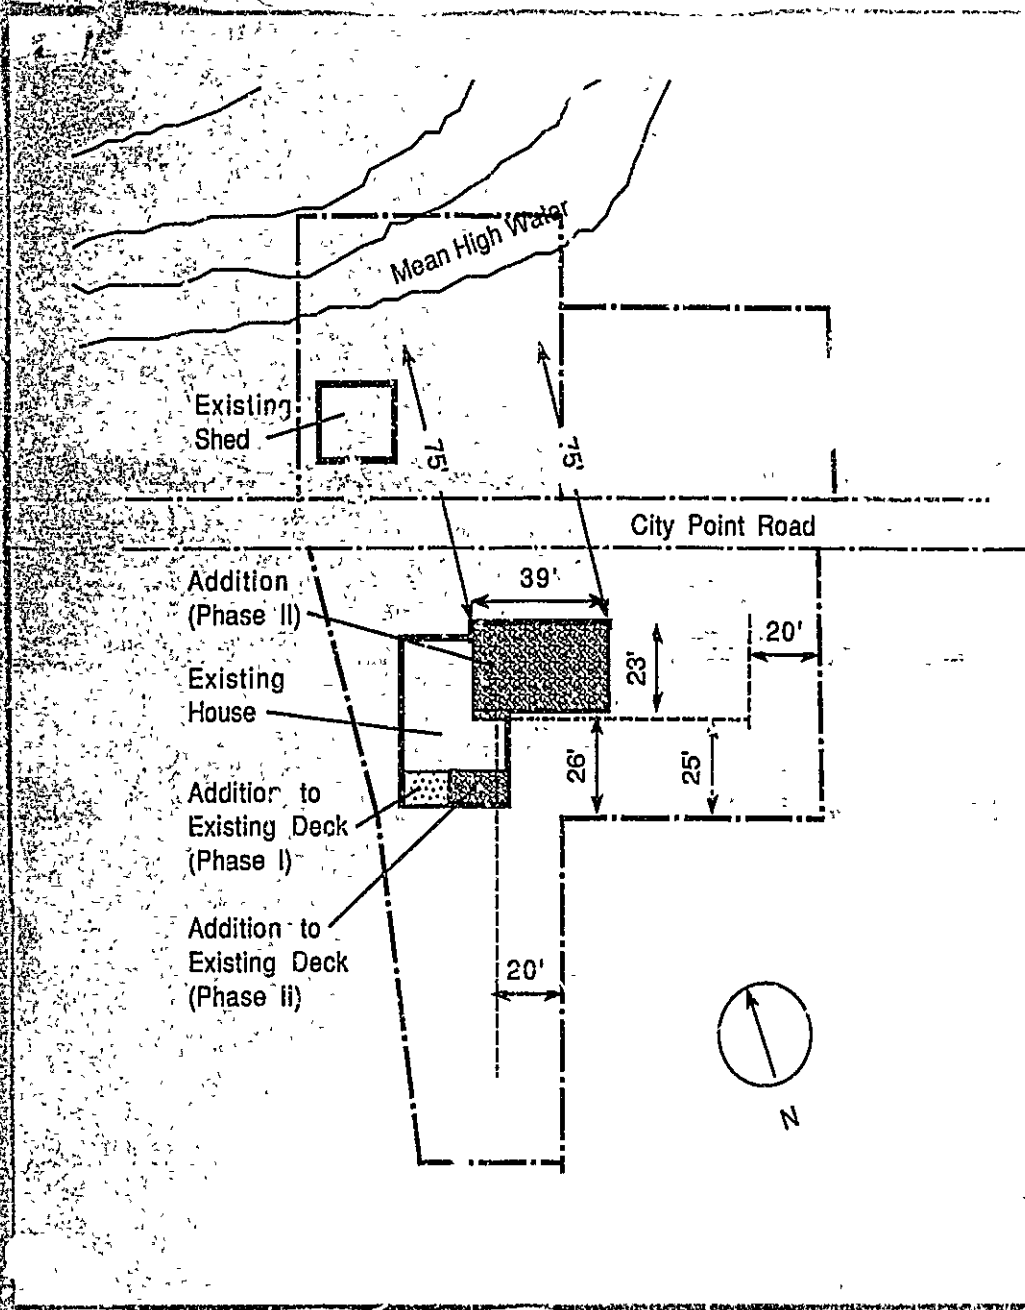 Mean High Water
Existing
Shed
75'
75'
City Point Road
Addition
(Phase II)
39'
20'
23'
Existing
House
26'
25'
Addition to
Existing Deck
(Phase I)
Addition to
Existing Deck
(Phase Ii)
20'
N